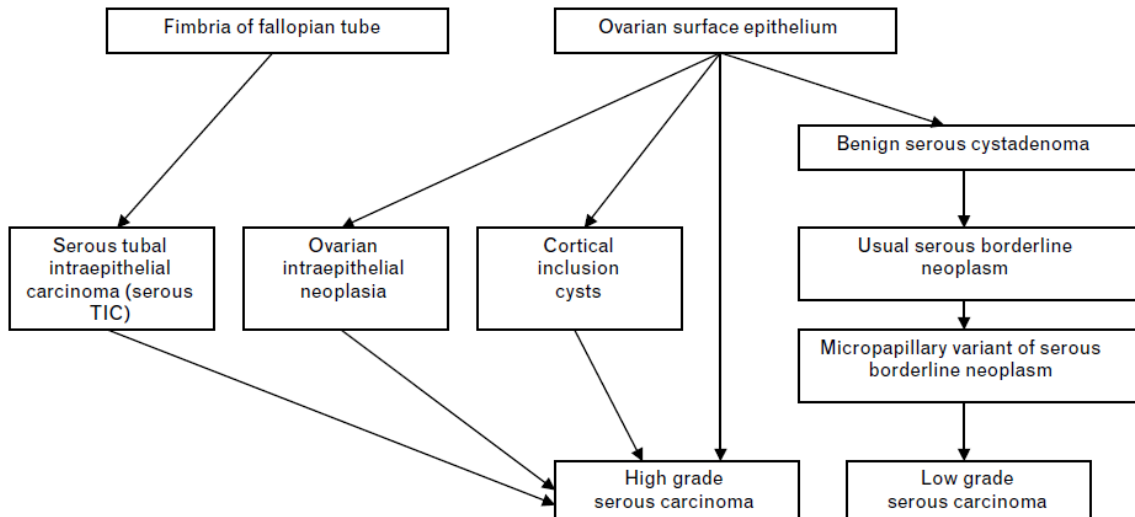 Fimbria of fallopian tube
Ovarian surface epithelium
Benign serous cystadenoma
Serous tubal
intraepithelial
carcinoma (serous
TIC)
Ovarian
intraepithelial
neoplasia
Cortical
inclusion
cysts
Usual serous borderline
neoplasm
Micropapillary variant of serous
borderline neoplasm
High grade
serous carcinoma
Low grade
serous carcinoma